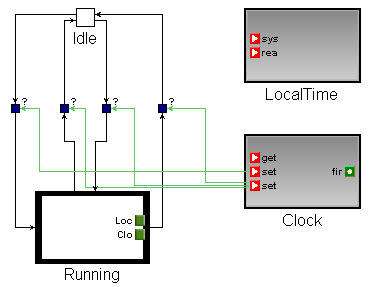 Idle
sys
rea
LocalTime
? ? ? ?
get
set
set
fir
Clock
Loc
Clo
Running